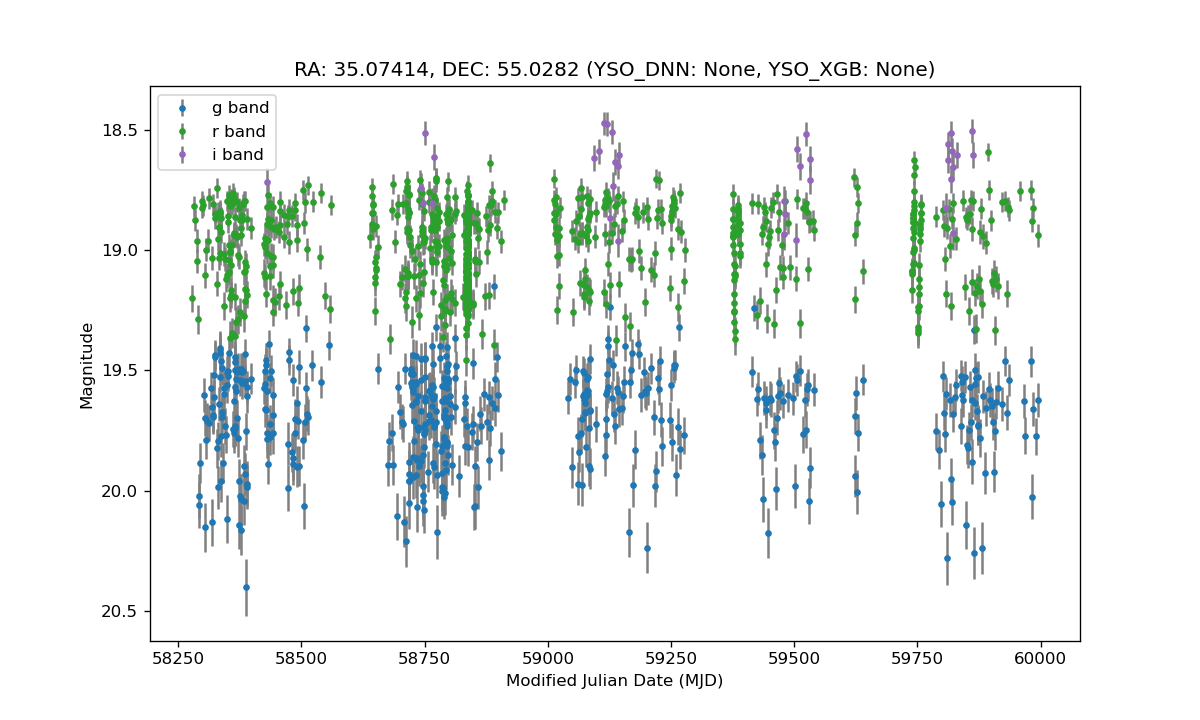 RA: 35.07414, DEC: 55.0282 (YSO_DNN: None, YSO_XGB: None)
g band
r band
i band
18.5
19.0
19.5
20.0
20.5
Magnitude
58250 58500 58750 59000 59250 59500 59750 60000
Modified Julian Date (MJD)